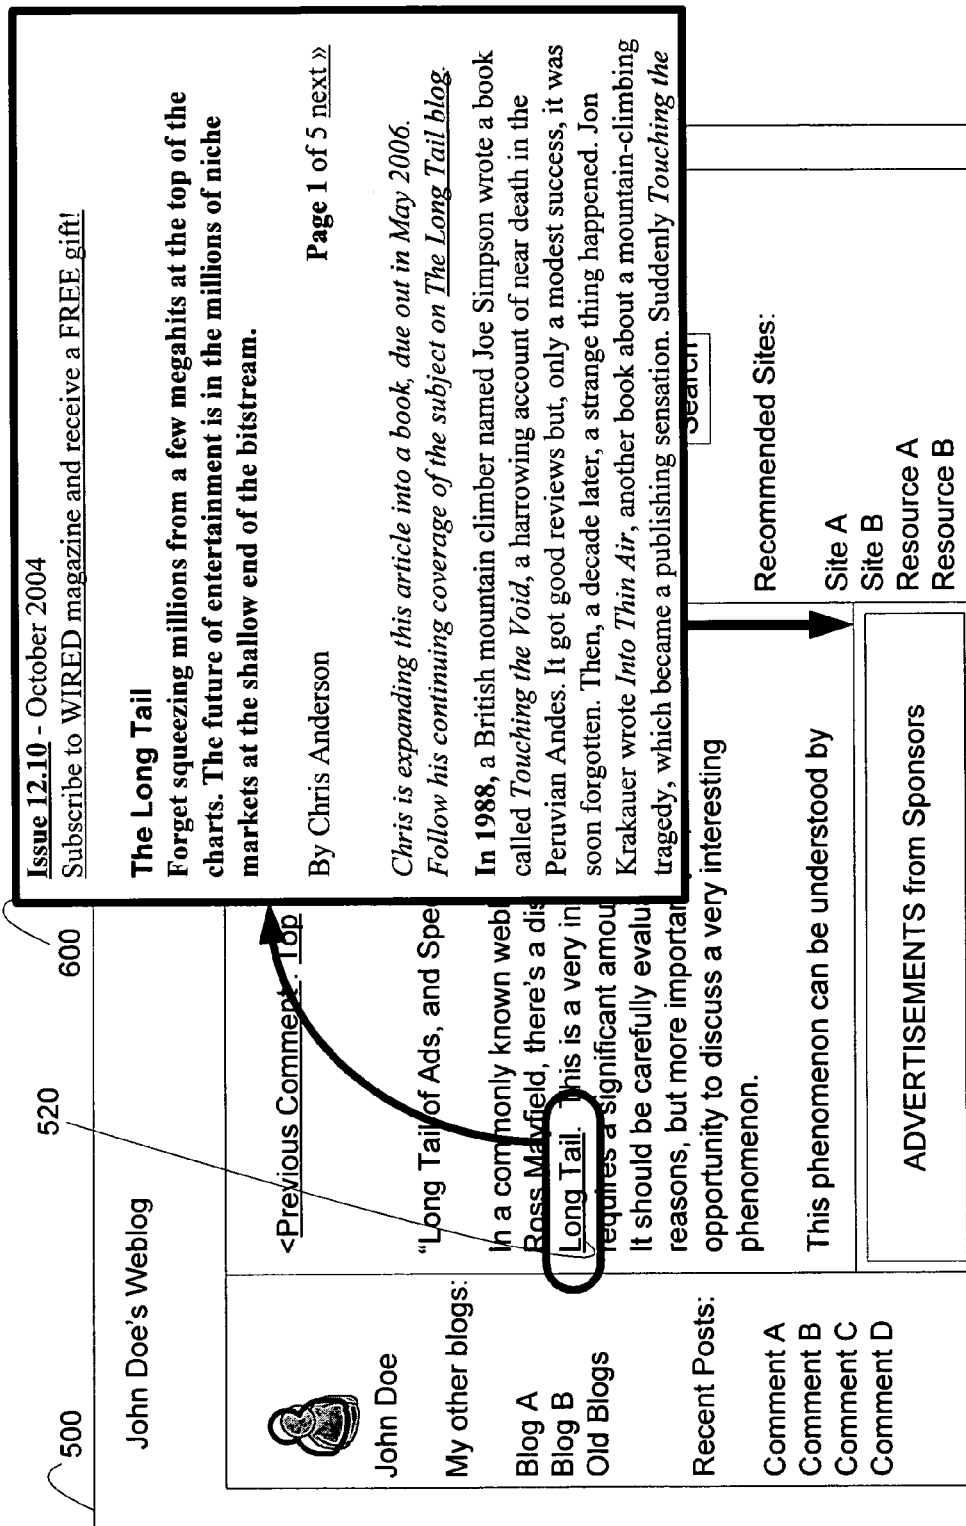 500
520
600
John Doe's Weblog
John Doe
My other blogs:
Blog A
Blog B
Old Blogs
Recent Posts:
Comment A
Comment B
Comment C
Comment D
<Previous Comment . Top
"Long Tail of Ads, and Spe
In a commonly known web
Ross Mayfield, there's a dis
Long Tail. This is a very in
requires a significant amou
It should be carefully evalu
reasons, but more importan
opportunity to discuss a very interesting
phenomenon.
This phenomenon can be understood by
ADVERTISEMENTS from Sponsors
Issue 12.10 - October 2004
Subscribe to WIRED magazine and receive a FREE gift!
The Long Tail
Forget squeezing millions from a few megahits at the top of the
charts. The future of entertainment is in the millions of niche
markets at the shallow end of the bitstream.
By Chris Anderson
Page 1 of 5 next »
Chris is expanding this article into a book, due out in May 2006.
Follow his continuing coverage of the subject on The Long Tail blog.
In 1988, a British mountain climber named Joe Simpson wrote a book
called Touching the Void, a harrowing account of near death in the
Peruvian Andes. It got good reviews but, only a modest success, it was
soon forgotten. Then, a decade later, a strange thing happened. Jon
Krakauer wrote Into Thin Air, another book about a mountain-climbing
tragedy, which became a publishing sensation. Suddenly Touching the
Search
Recommended Sites:
Site A
Site B
Resource A
Resource B